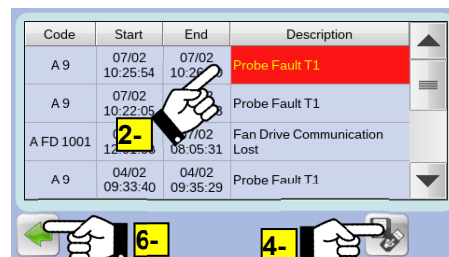 Code Start End Description
A 9 07/02 10:25:54 07/02 Probe Fault T1
A 9 07/02 10:22:05 Probe Fault T1
2-
A FD 1001 07/02 08:05:31 Fan Drive Communication Lost
A 9 04/02 09:33:40 04/02 09:35:29 Probe Fault T1
6-
4-